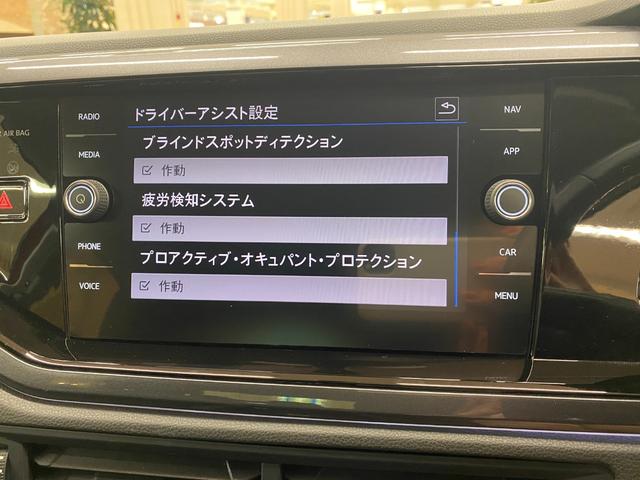 RADIO
MEDIA
PHONE
VOICE
AIR BAG
ドライバーアシスト設定
ブラインドスポットディテクション
作動
疲労検知システム
作動
プロアクティブ・オキュパント・プロテクション
作動
NAV
APP
CAR
MENU